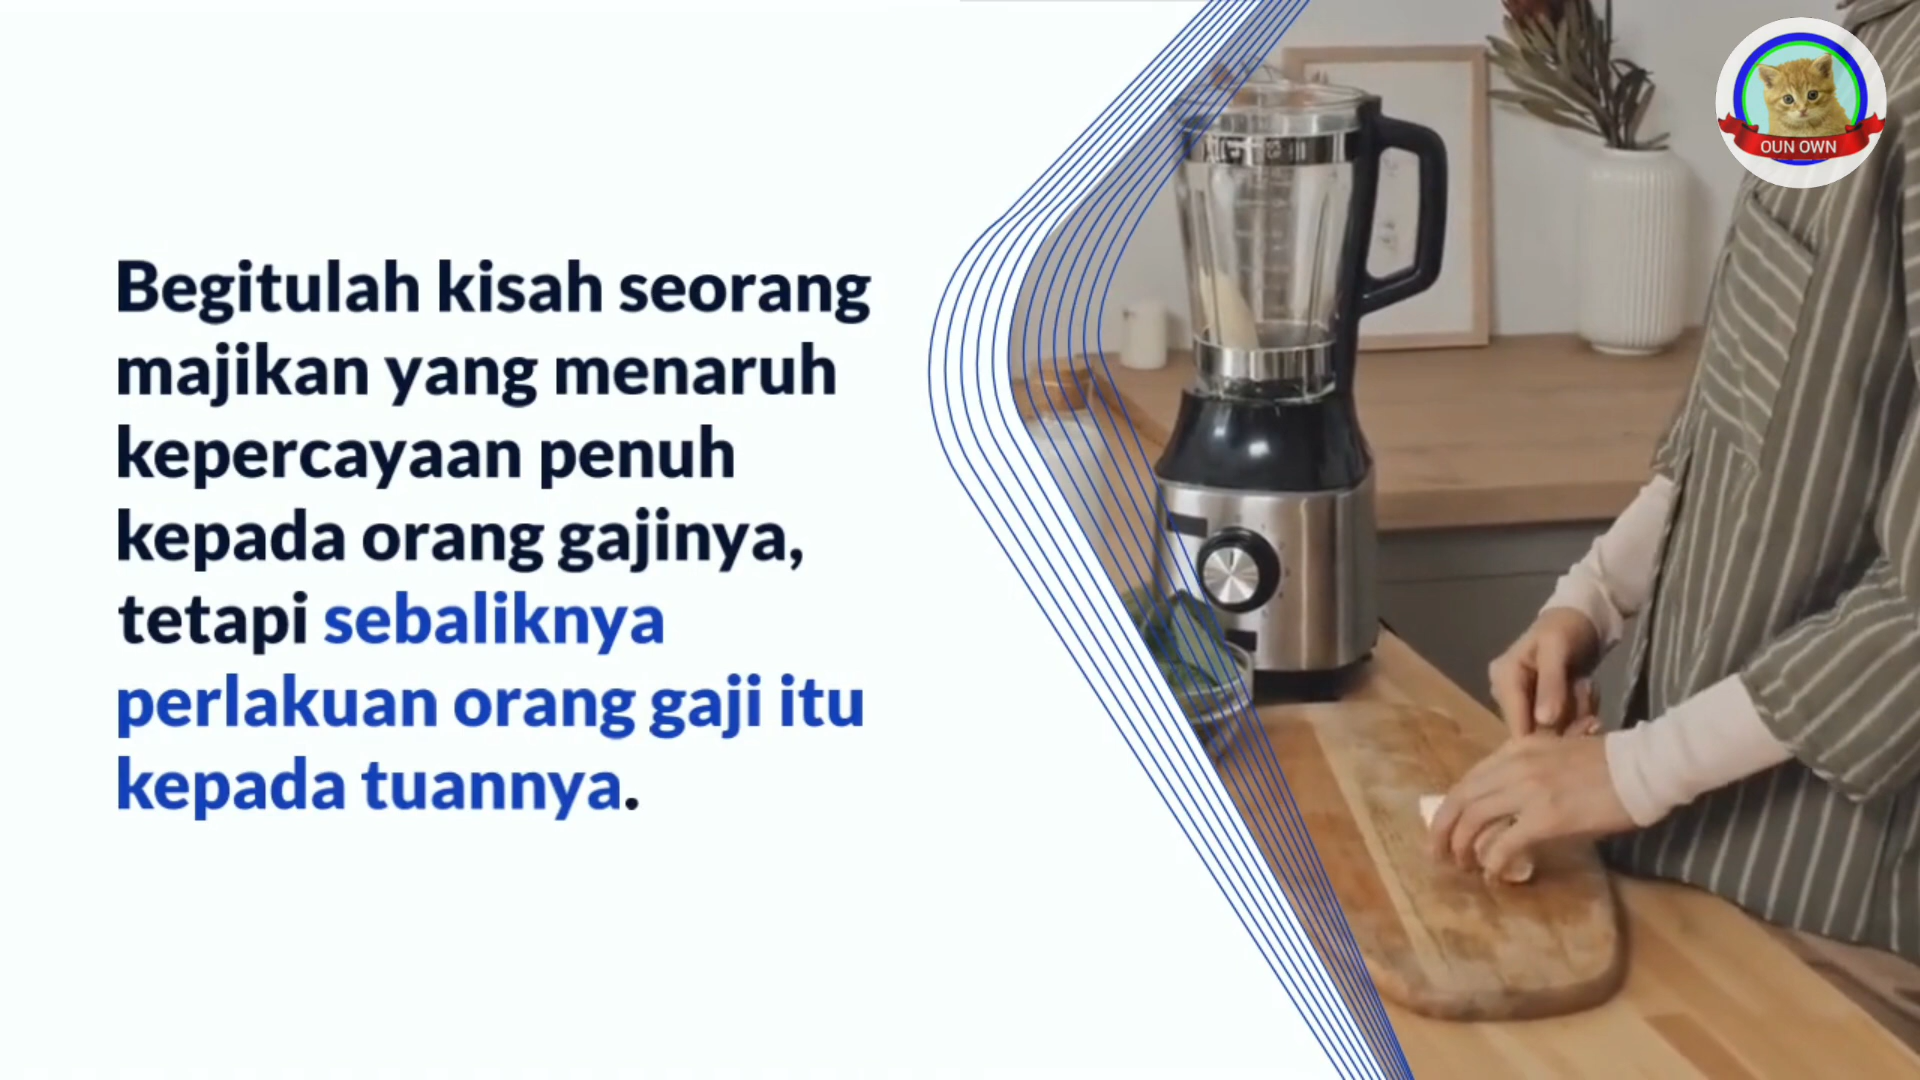 Begitulah kisah seorang
majikan yang menaruh
kepercayaan penuh
kepada orang gajinya,
tetapi sebaliknya
perlakuan orang gaji itu
kepada tuannya.
OUN OWN